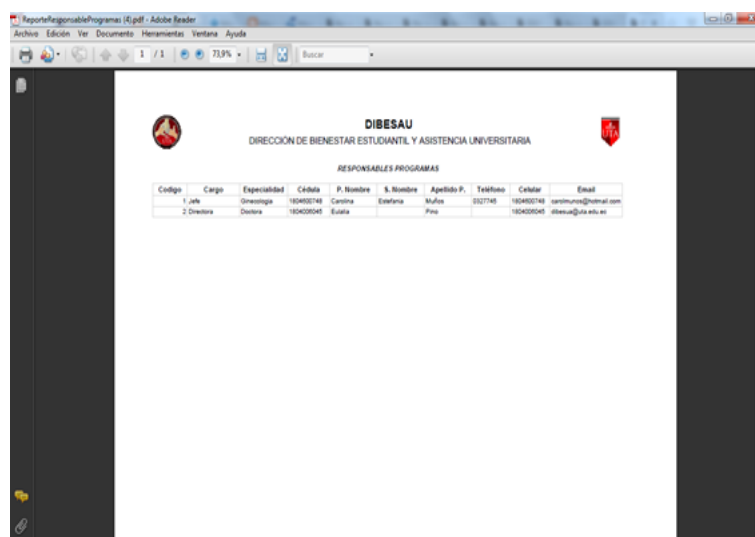 ReporteResponsableProgramas (4).pdf - Adobe Reader
Archivo Edición Ver Documento Herramientas Ventana Ayuda
1 / 1 73,9% Buscar
DIBESAU
DIRECCIÓN DE BIENESTAR ESTUDIANTIL Y ASISTENCIA UNIVERSITARIA
UTA
RESPONSABLES PROGRAMAS
Codigo Cargo Especialidad Cédula P. Nombre S. Nombre Apellido P. Teléfono Celular Email
1 Jefe Ginecologia 1804600748 Carolina Estefania Muños 0327746 1804600748 carolmunos@hotmail.com
2 Directora Doctora 1804006045 Eulalia Pino 1804006045 dibesua@uta.edu.ec